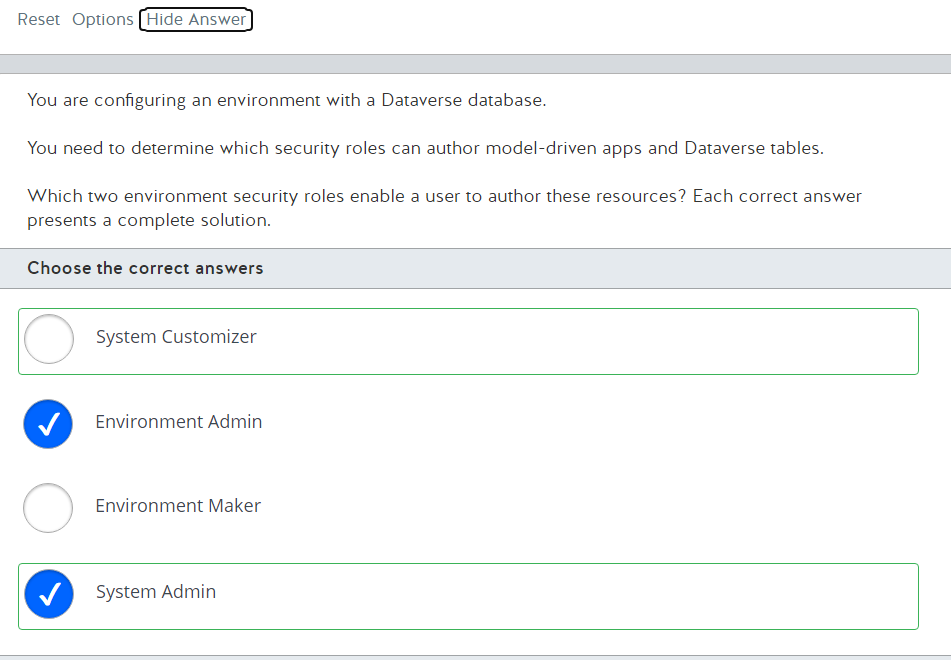 Reset Options Hide Answer
You are configuring an environment with a Dataverse database.
You need to determine which security roles can author model-driven apps and Dataverse tables.
Which two environment security roles enable a user to author these resources? Each correct answer
presents a complete solution.
Choose the correct answers
System Customizer
Environment Admin
Environment Maker
System Admin